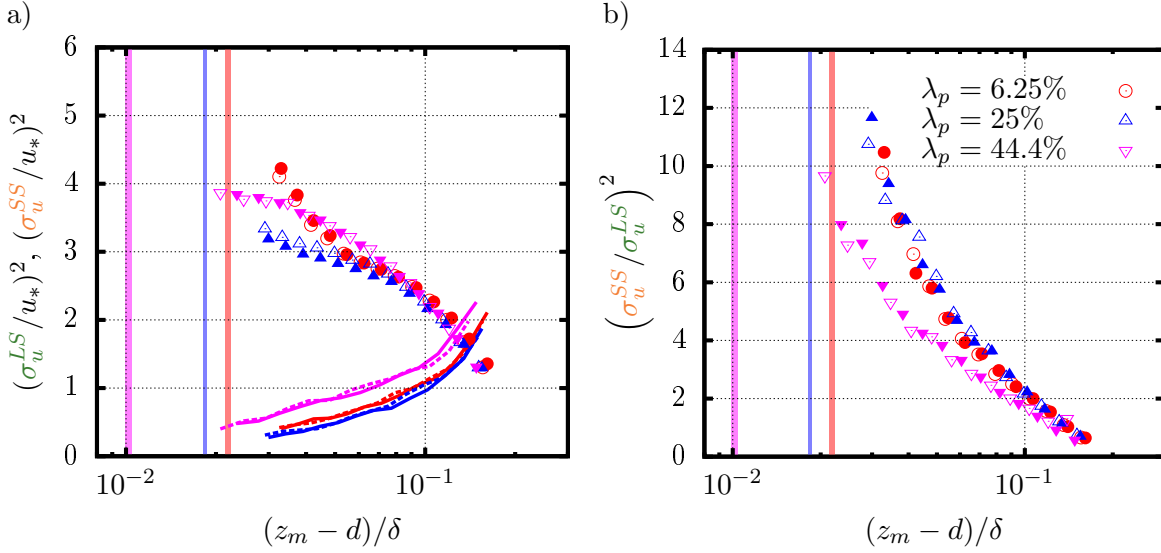 a)
6
5
4
3
2
1
0
10⁻²
10⁻¹
(z_m − d)/δ
(σ_u^{LS}/u_*)², (σ_u^{SS}/u_*)²
b)
14
12
10
8
6
4
2
0
10⁻²
10⁻¹
(z_m − d)/δ
(σ_u^{SS}/σ_u^{LS})²
λ_p = 6.25%
λ_p = 25%
λ_p = 44.4%